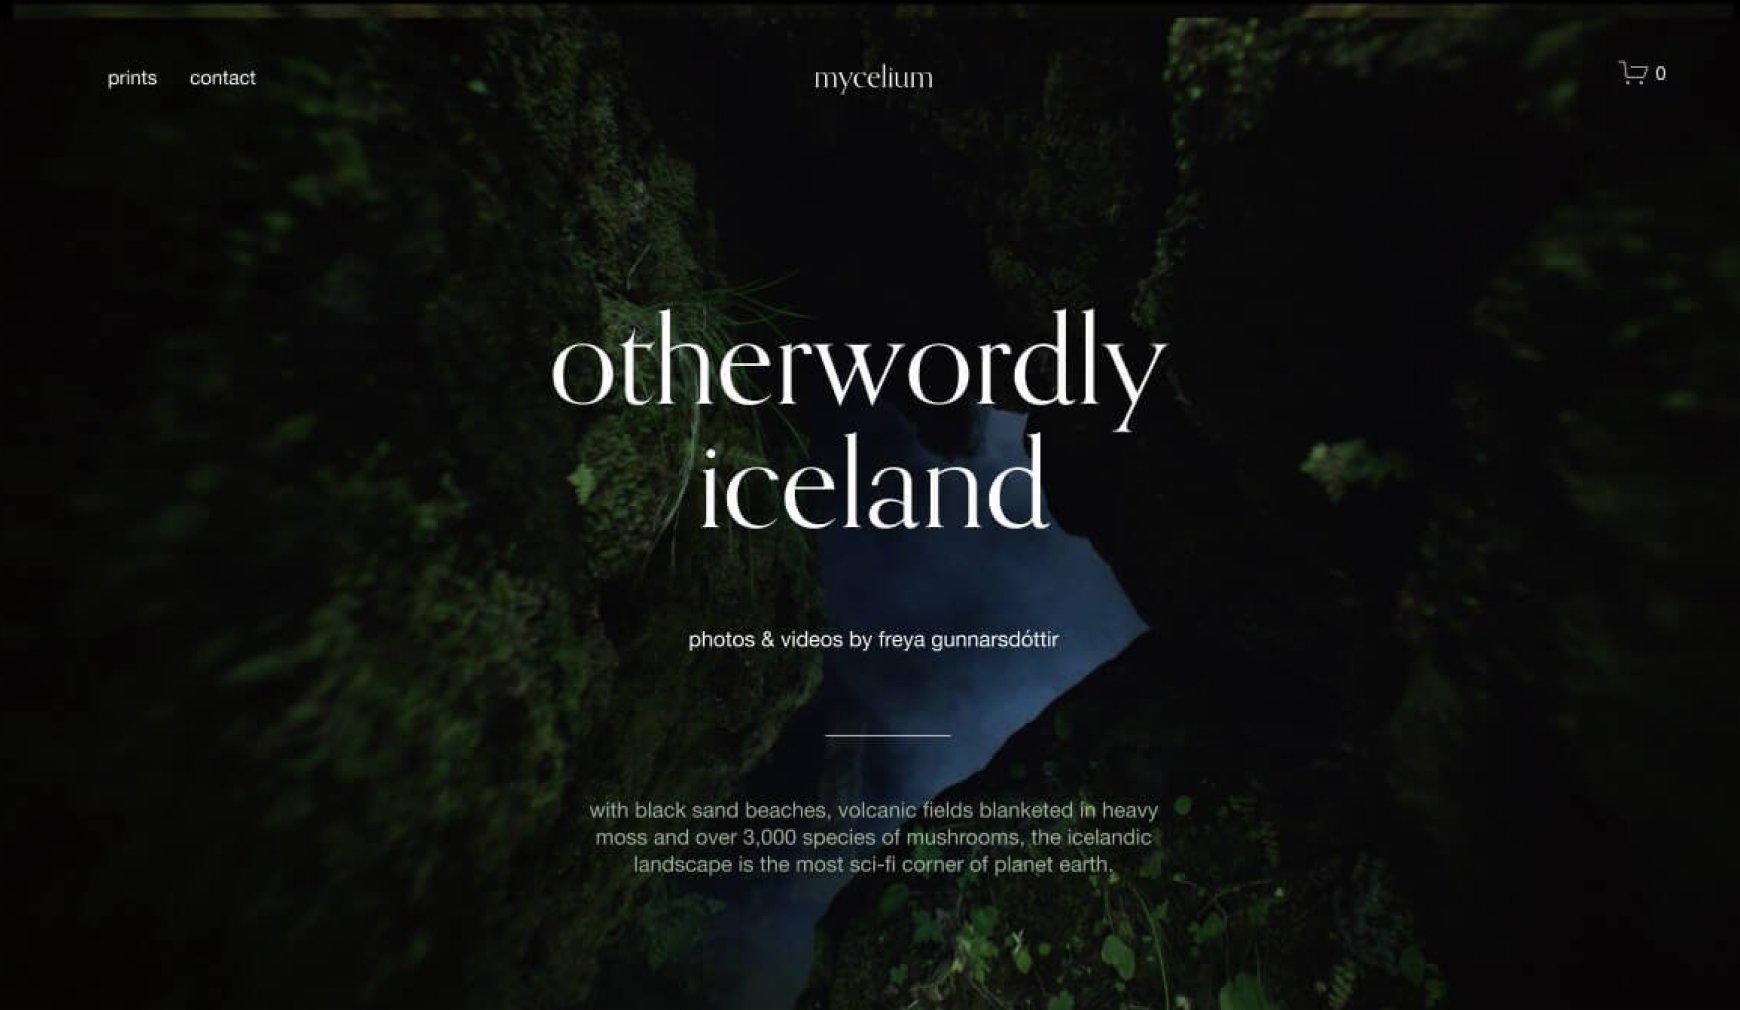 prints contact
mycelium
0
otherwordly
iceland
photos & videos by freya gunnarsdóttir
with black sand beaches, volcanic fields blanketed in heavy
moss and over 3,000 species of mushrooms, the icelandic
landscape is the most sci-fi corner of planet earth.